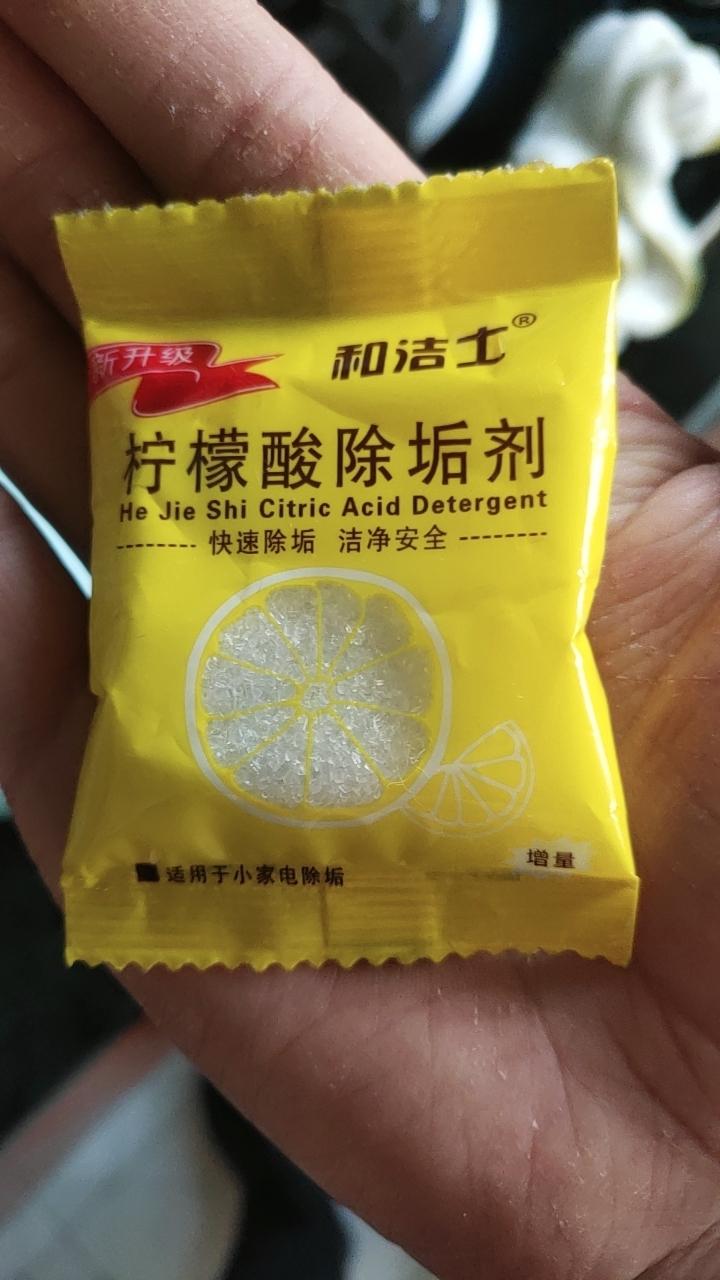 新升级
和洁士®
柠檬酸除垢剂
He Jie Shi Citric Acid Detergent
快速除垢 洁净安全
增量
适用于小家电除垢